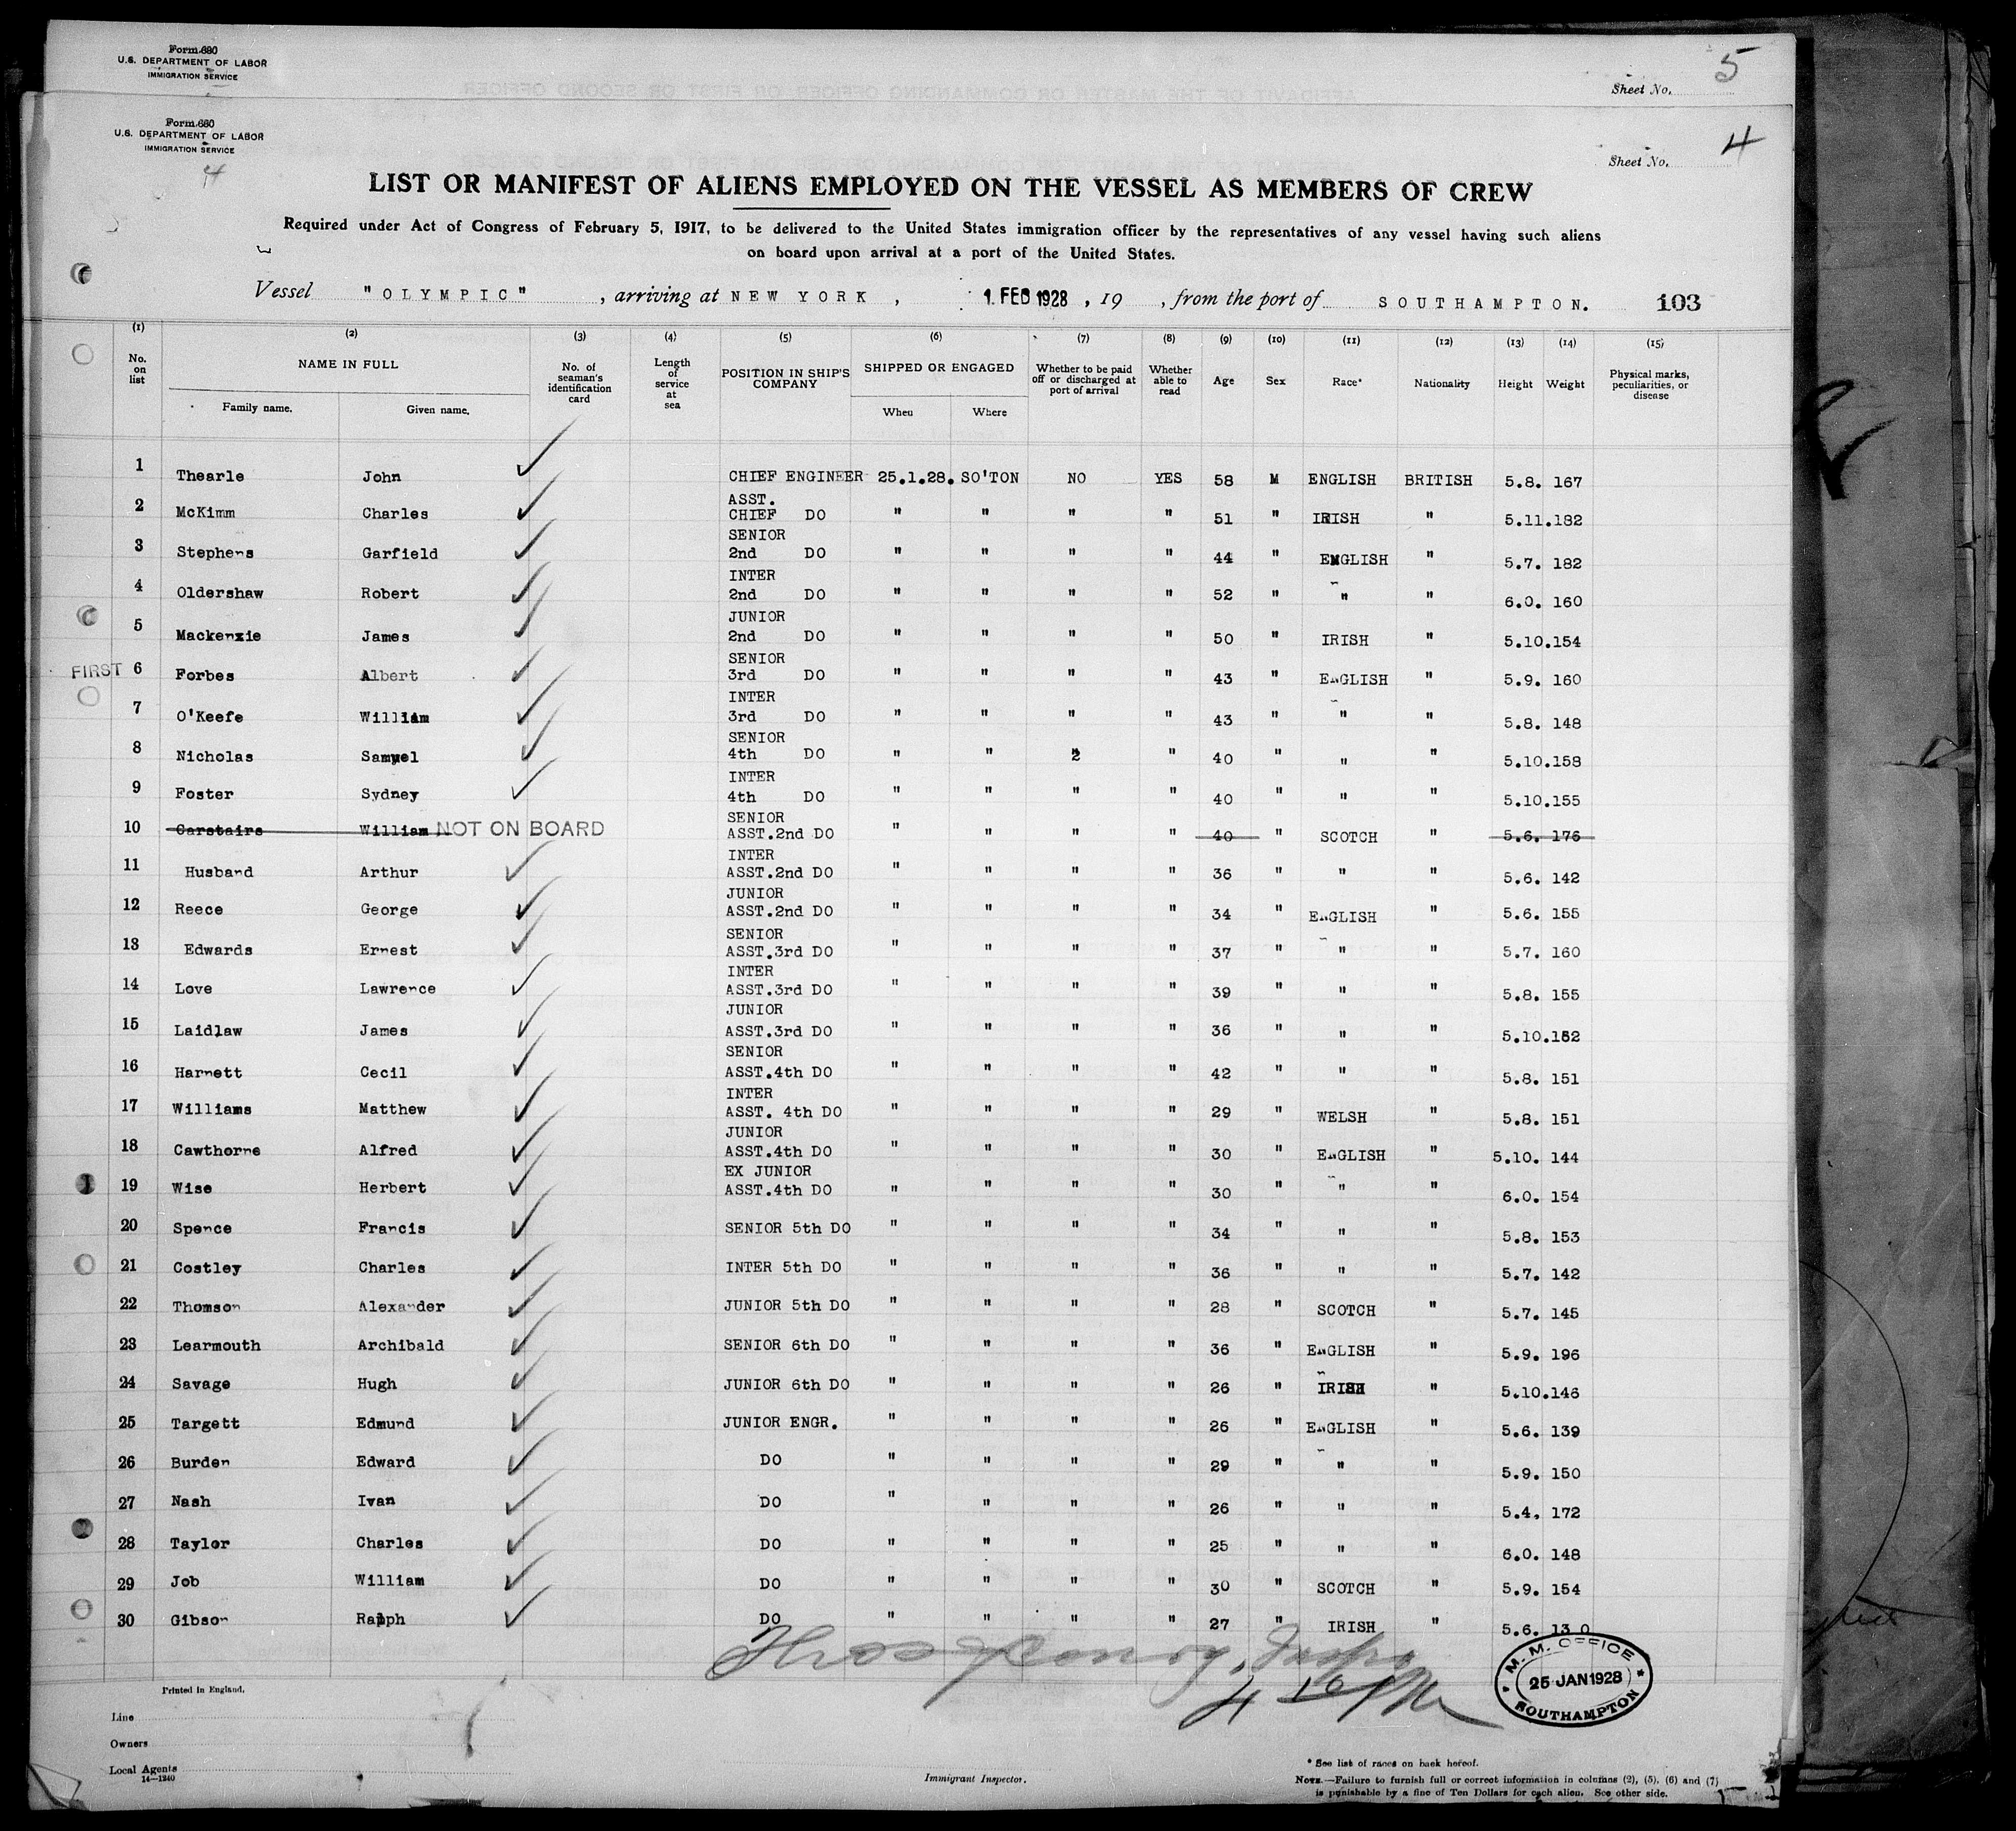 Form 680
U.S. DEPARTMENT OF LABOR
IMMIGRATION SERVICE
Sheet No. 5
Form 680
U.S. DEPARTMENT OF LABOR
IMMIGRATION SERVICE
4
Sheet No. 4
LIST OR MANIFEST OF ALIENS EMPLOYED ON THE VESSEL AS MEMBERS OF CREW
Required under Act of Congress of February 5, 1917, to be delivered to the United States immigration officer by the representatives of any vessel having such aliens
on board upon arrival at a port of the United States.
Vessel "OLYMPIC", arriving at NEW YORK, 1. FEB 1928, 19 , from the port of SOUTHAMPTON. 103
(1) (2) (3) (4) (5) (6) (7) (8) (9) (10) (11) (12) (13) (14) (15)
No. on list NAME IN FULL Family name. Given name. No. of seaman's identification card Length of service at sea POSITION IN SHIP'S COMPANY SHIPPED OR ENGAGED When Where Whether to be paid off or discharged at port of arrival Whether able to read Age Sex Race* Nationality Height Weight Physical marks, peculiarities, or disease
1 Thearle John CHIEF ENGINEER 25.1.28. SO'TON NO YES 58 M ENGLISH BRITISH 5.8. 167
2 McKimm Charles ASST. CHIEF DO " " " " 51 " IRISH " 5.11. 182
3 Stephens Garfield SENIOR 2nd DO " " " " 44 " ENGLISH " 5.7. 182
4 Oldershaw Robert INTER 2nd DO " " " " 52 " " " 6.0. 160
5 Mackenzie James JUNIOR 2nd DO " " " " 50 " IRISH " 5.10. 154
FIRST 6 Forbes Albert SENIOR 3rd DO " " " " 43 " ENGLISH " 5.9. 160
7 O'Keefe William INTER 3rd DO " " " " 43 " " " 5.8. 148
8 Nicholas Samuel SENIOR 4th DO " " 2 " 40 " " " 5.10. 158
9 Foster Sydney INTER 4th DO " " " " 40 " " " 5.10. 155
10 Carstairs William NOT ON BOARD SENIOR ASST.2nd DO " " " " 40 " SCOTCH " 5.6. 176
11 Husband Arthur INTER ASST.2nd DO " " " " 36 " " " 5.6. 142
12 Reece George JUNIOR ASST.2nd DO " " " " 34 " ENGLISH " 5.6. 155
13 Edwards Ernest SENIOR ASST.3rd DO " " " " 37 " " " 5.7. 160
14 Love Lawrence INTER ASST.3rd DO " " " " 39 " " " 5.8. 155
15 Laidlaw James JUNIOR ASST.3rd DO " " " " 36 " " " 5.10.
16 Harnett Cecil SENIOR ASST.4th DO " " " " 42 " " " 5.8. 151
17 Williams Matthew INTER ASST. 4th DO " " " " 29 " WELSH " 5.8. 151
18 Cawthorne Alfred JUNIOR ASST.4th DO " " " " 30 " ENGLISH " 5.10. 144
19 Wise Herbert EX JUNIOR ASST.4th DO " " " " 30 " " " 6.0. 154
20 Spence Francis SENIOR 5th DO " " " " 34 " " " 5.8. 153
21 Costley Charles INTER 5th DO " " " " 36 " " " 5.7. 142
22 Thomson Alexander JUNIOR 5th DO " " " " 28 " SCOTCH " 5.7. 145
23 Learmouth Archibald SENIOR 6th DO " " " " 36 " ENGLISH " 5.9. 196
24 Savage Hugh JUNIOR 6th DO " " " " 26 " IRISH " 5.10. 146
25 Targett Edmund JUNIOR ENGR. " " " " 26 " ENGLISH " 5.6. 139
26 Burden Edward DO " " " " 29 " " " 5.9. 150
27 Nash Ivan DO " " " " 26 " " " 5.4. 172
28 Taylor Charles DO " " " " 25 " " " 6.0. 148
29 Job William DO " " " " 30 " SCOTCH " 5.9. 154
30 Gibson Ralph DO " " " " 27 " IRISH " 5.6. 13 0
M. M. OFFICE
25 JAN 1928
SOUTHAMPTON
Printed in England.
Line
Owners
Local Agents
14—1240
Immigrant Inspector.
* See list of races on back hereof.
NOTE.—Failure to furnish full or correct information in columns (2), (5), (6) and (7)
is punishable by a fine of Ten Dollars for each alien. See other side.